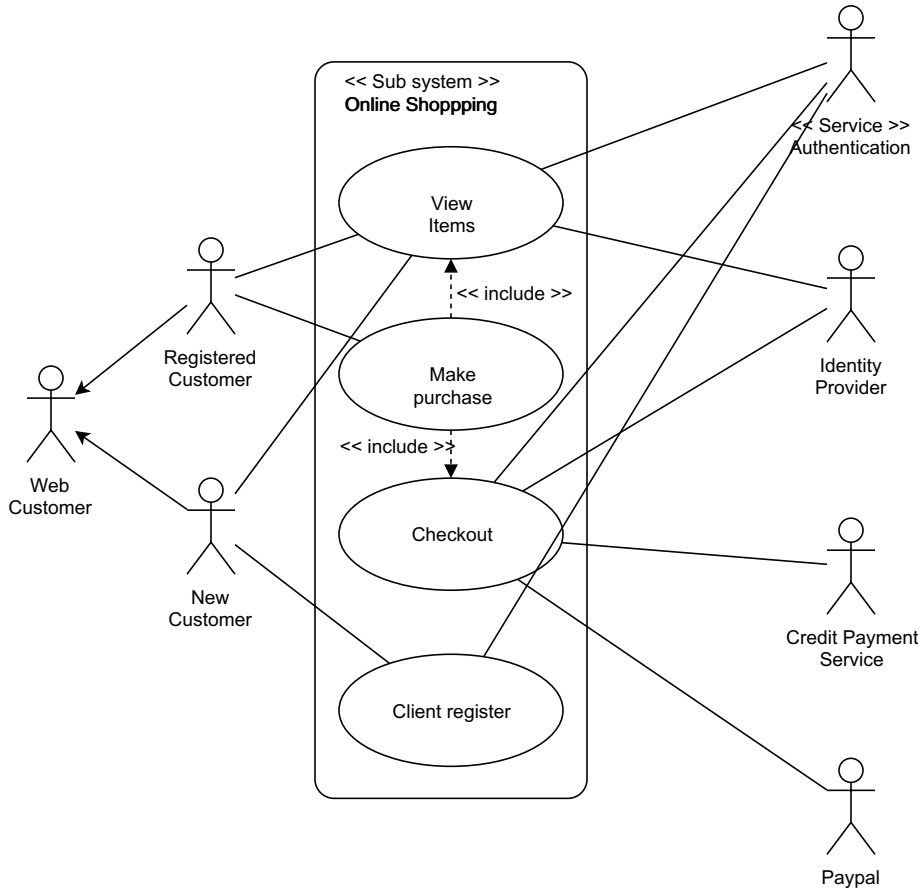 << Sub system >>
Online Shoppping
<< Service >>
Authentication
View
Items
<< include >>
Registered
Customer
Identity
Provider
Make
purchase
<< include >>
Web
Customer
Checkout
New
Customer
Credit Payment
Service
Client register
Paypal